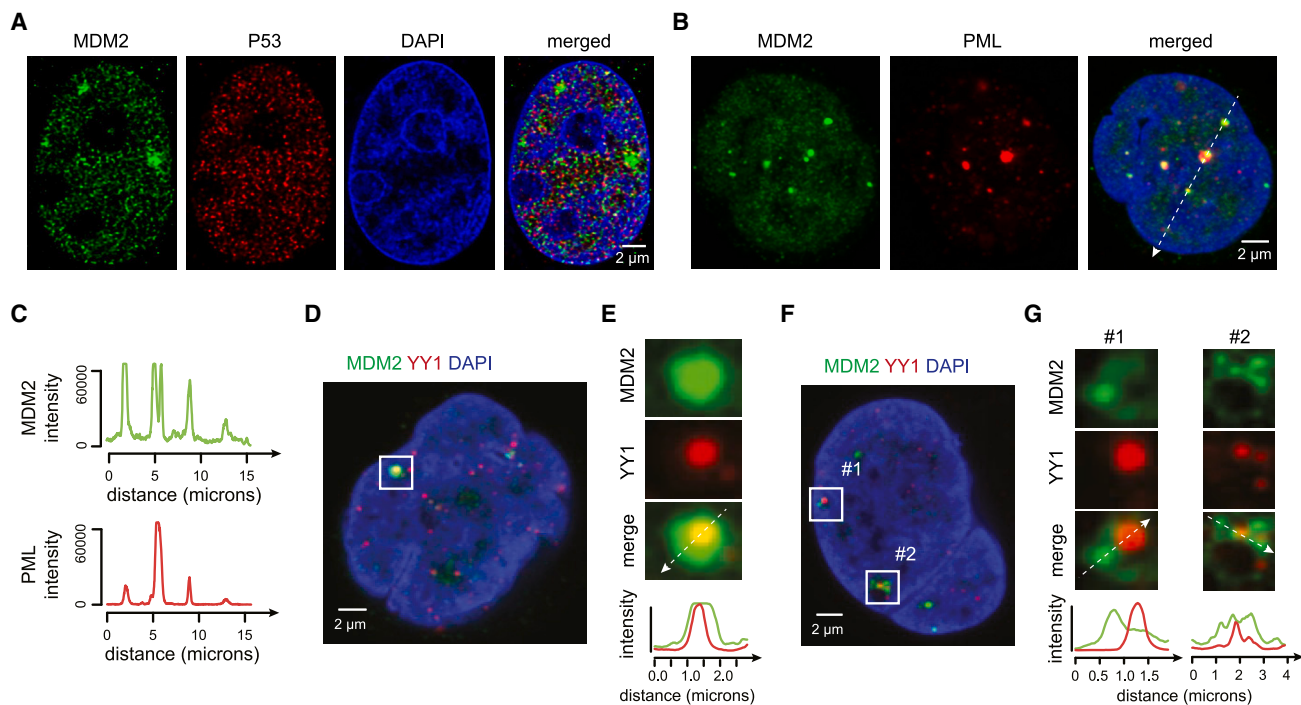 A
MDM2 P53 DAPI merged
2 μm
B
MDM2 PML merged
2 μm
C
MDM2
intensity
60000
0
0 5 10 15
distance (microns)
PML
intensity
60000
0
0 5 10 15
distance (microns)
D
MDM2 YY1 DAPI
2 μm
E
MDM2
YY1
merge
intensity
0.0 1.0 2.0
distance (microns)
F
MDM2 YY1 DAPI
#1
#2
2 μm
G
#1 #2
MDM2
YY1
merge
intensity
0 0.5 1.0 1.5
0 1 2 3 4
distance (microns)